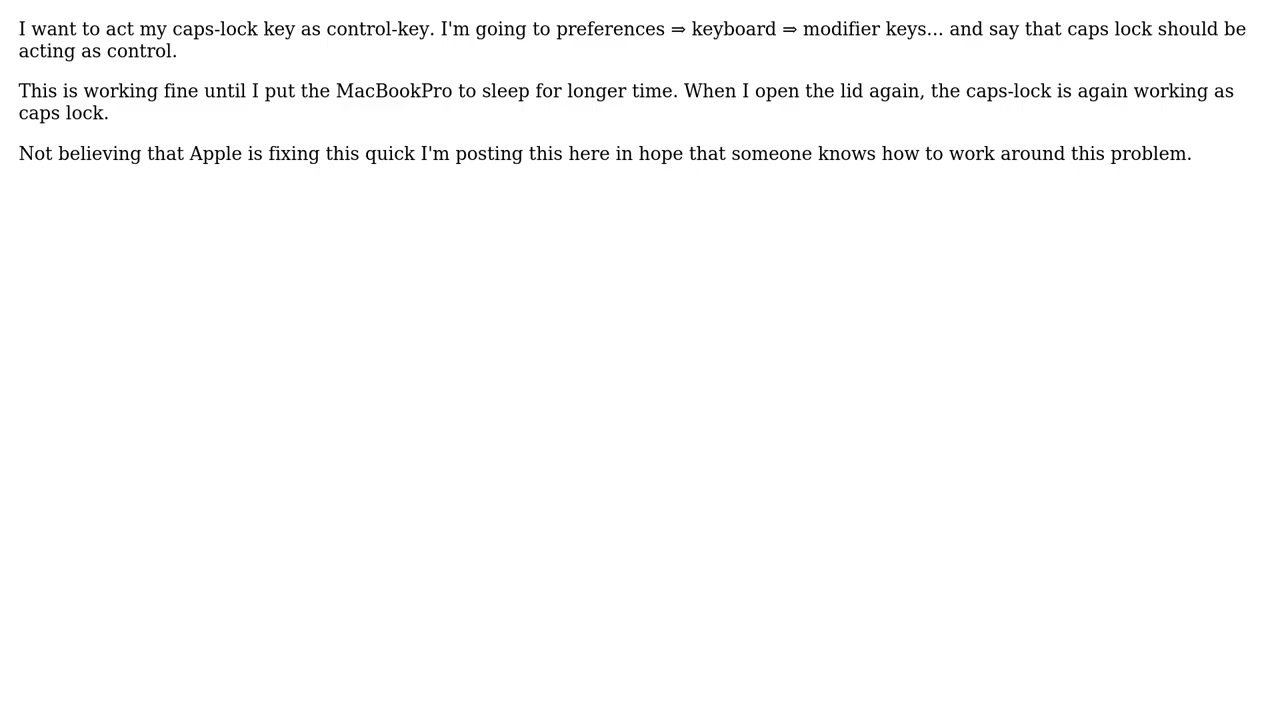 I want to act my caps-lock key as control-key. I'm going to preferences ⇒ keyboard ⇒ modifier keys... and say that caps lock should be
acting as control.
This is working fine until I put the MacBookPro to sleep for longer time. When I open the lid again, the caps-lock is again working as
caps lock.
Not believing that Apple is fixing this quick I'm posting this here in hope that someone knows how to work around this problem.